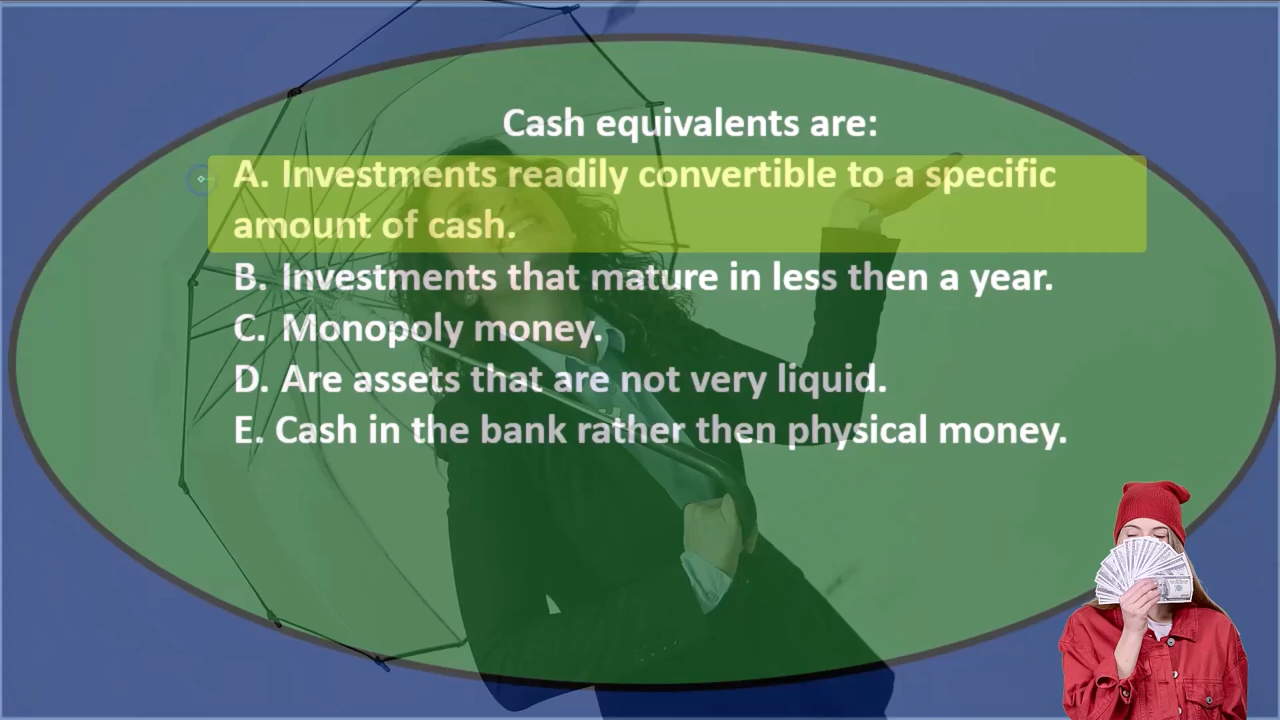 Cash equivalents are:
A. Investments readily convertible to a specific
amount of cash.
B. Investments that mature in less then a year.
C. Monopoly money.
D. Are assets that are not very liquid.
E. Cash in the bank rather then physical money.